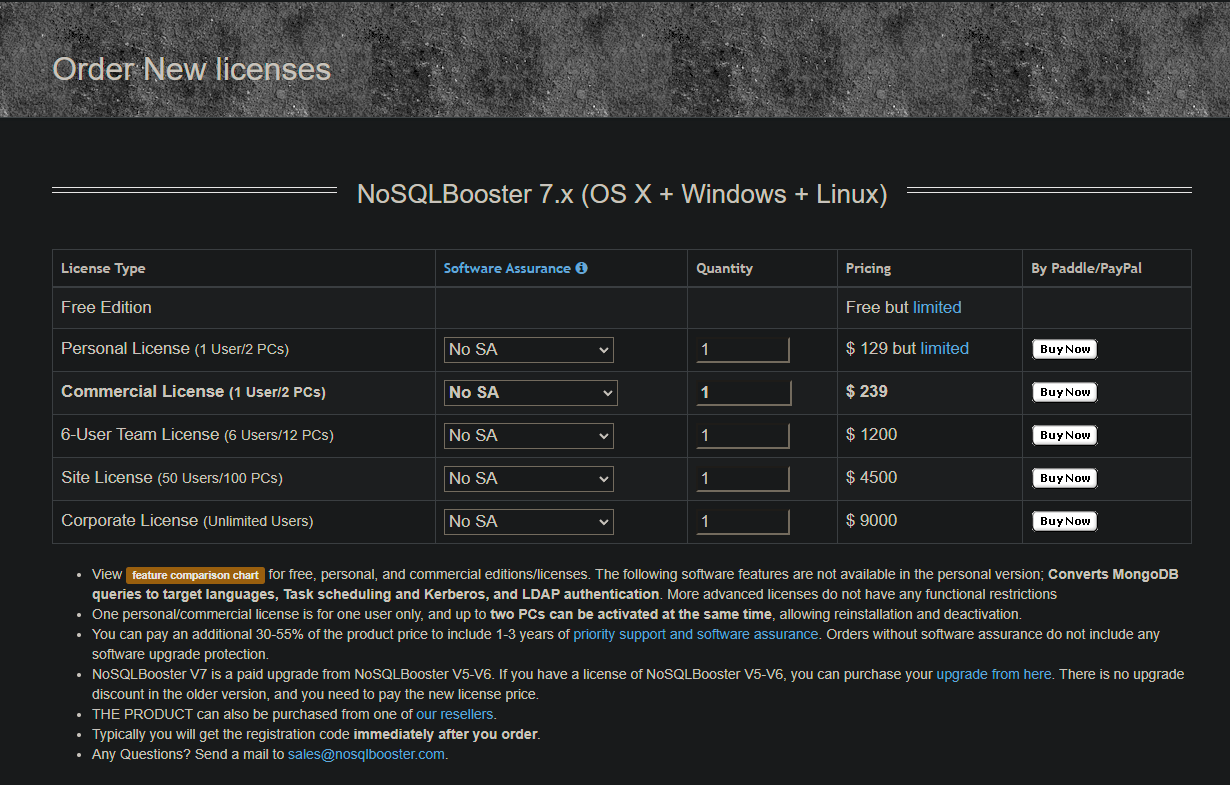 Order New licenses
NoSQLBooster 7.x (OS X + Windows + Linux)
License Type Software Assurance Quantity Pricing By Paddle/PayPal
Free Edition Free but limited
Personal License (1 User/2 PCs) No SA 1 $ 129 but limited Buy Now
Commercial License (1 User/2 PCs) No SA 1 $ 239 Buy Now
6-User Team License (6 Users/12 PCs) No SA 1 $ 1200 Buy Now
Site License (50 Users/100 PCs) No SA 1 $ 4500 Buy Now
Corporate License (Unlimited Users) No SA 1 $ 9000 Buy Now
• View feature comparison chart for free, personal, and commercial editions/licenses. The following software features are not available in the personal version; Converts MongoDB
queries to target languages, Task scheduling and Kerberos, and LDAP authentication. More advanced licenses do not have any functional restrictions
• One personal/commercial license is for one user only, and up to two PCs can be activated at the same time, allowing reinstallation and deactivation.
• You can pay an additional 30-55% of the product price to include 1-3 years of priority support and software assurance. Orders without software assurance do not include any
software upgrade protection.
• NoSQLBooster V7 is a paid upgrade from NoSQLBooster V5-V6. If you have a license of NoSQLBooster V5-V6, you can purchase your upgrade from here. There is no upgrade
discount in the older version, and you need to pay the new license price.
• THE PRODUCT can also be purchased from one of our resellers.
• Typically you will get the registration code immediately after you order.
• Any Questions? Send a mail to sales@nosqlbooster.com.